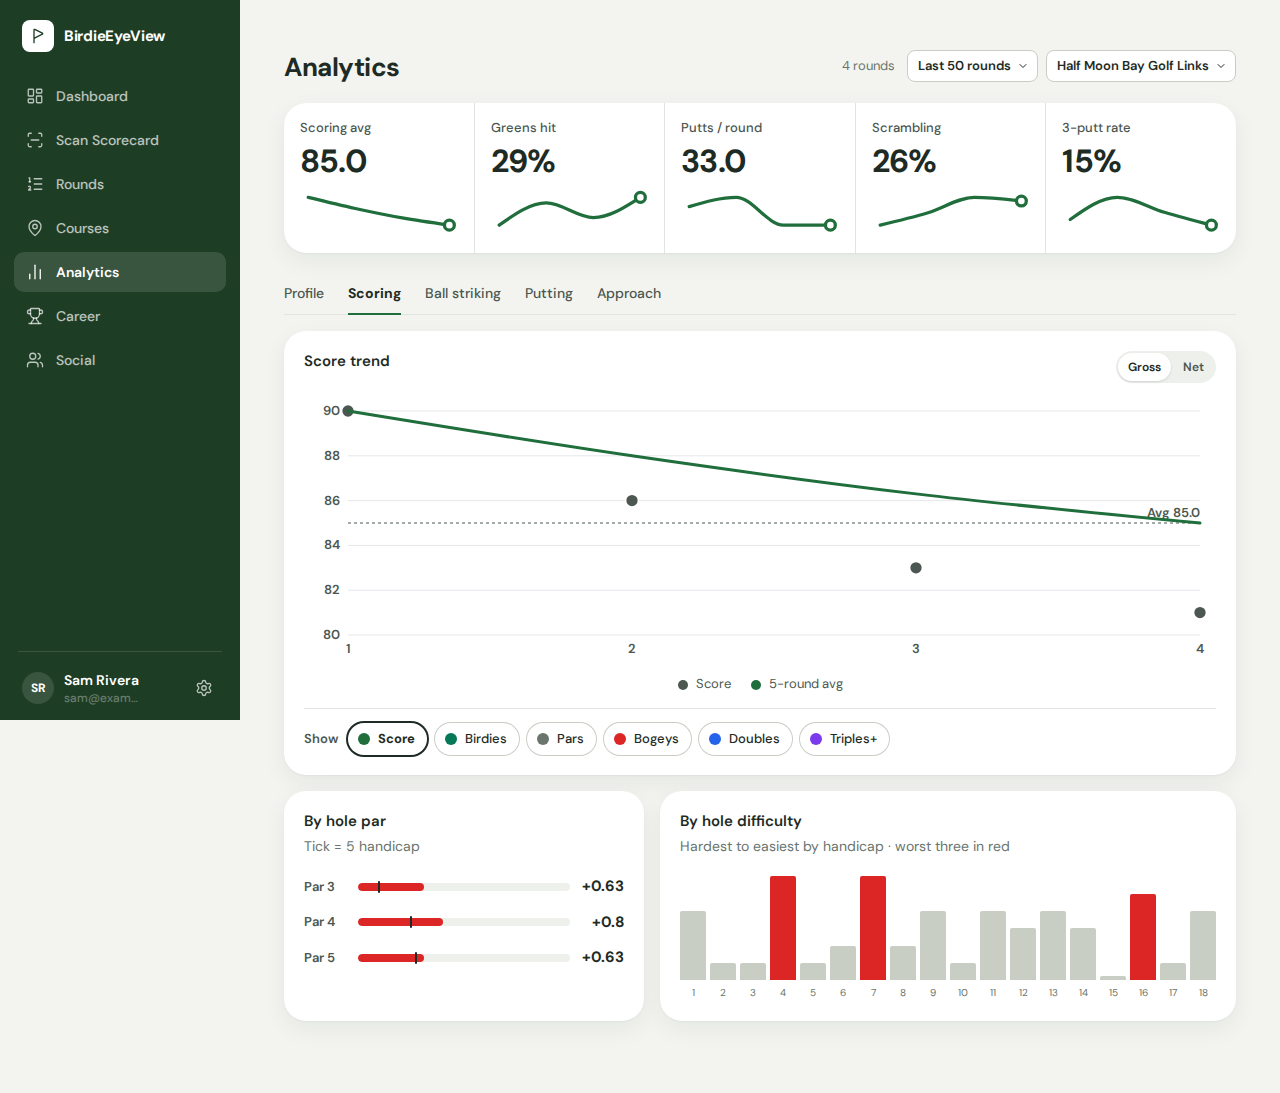 BirdieEyeView
Dashboard
Scan Scorecard
Rounds
Courses
Analytics
Career
Social
SR
Sam Rivera
sam@exam...
Analytics
4 rounds
Last 50 rounds
Half Moon Bay Golf Links
Scoring avg
85.0
Greens hit
29%
Putts / round
33.0
Scrambling
26%
3-putt rate
15%
Profile Scoring Ball striking Putting Approach
Score trend
Gross Net
90
88
86
84
82
80
Avg 85.0
1 2 3 4
Score 5-round avg
Show Score Birdies Pars Bogeys Doubles Triples+
By hole par
Tick = 5 handicap
Par 3 +0.63
Par 4 +0.8
Par 5 +0.63
By hole difficulty
Hardest to easiest by handicap · worst three in red
1 2 3 4 5 6 7 8 9 10 11 12 13 14 15 16 17 18